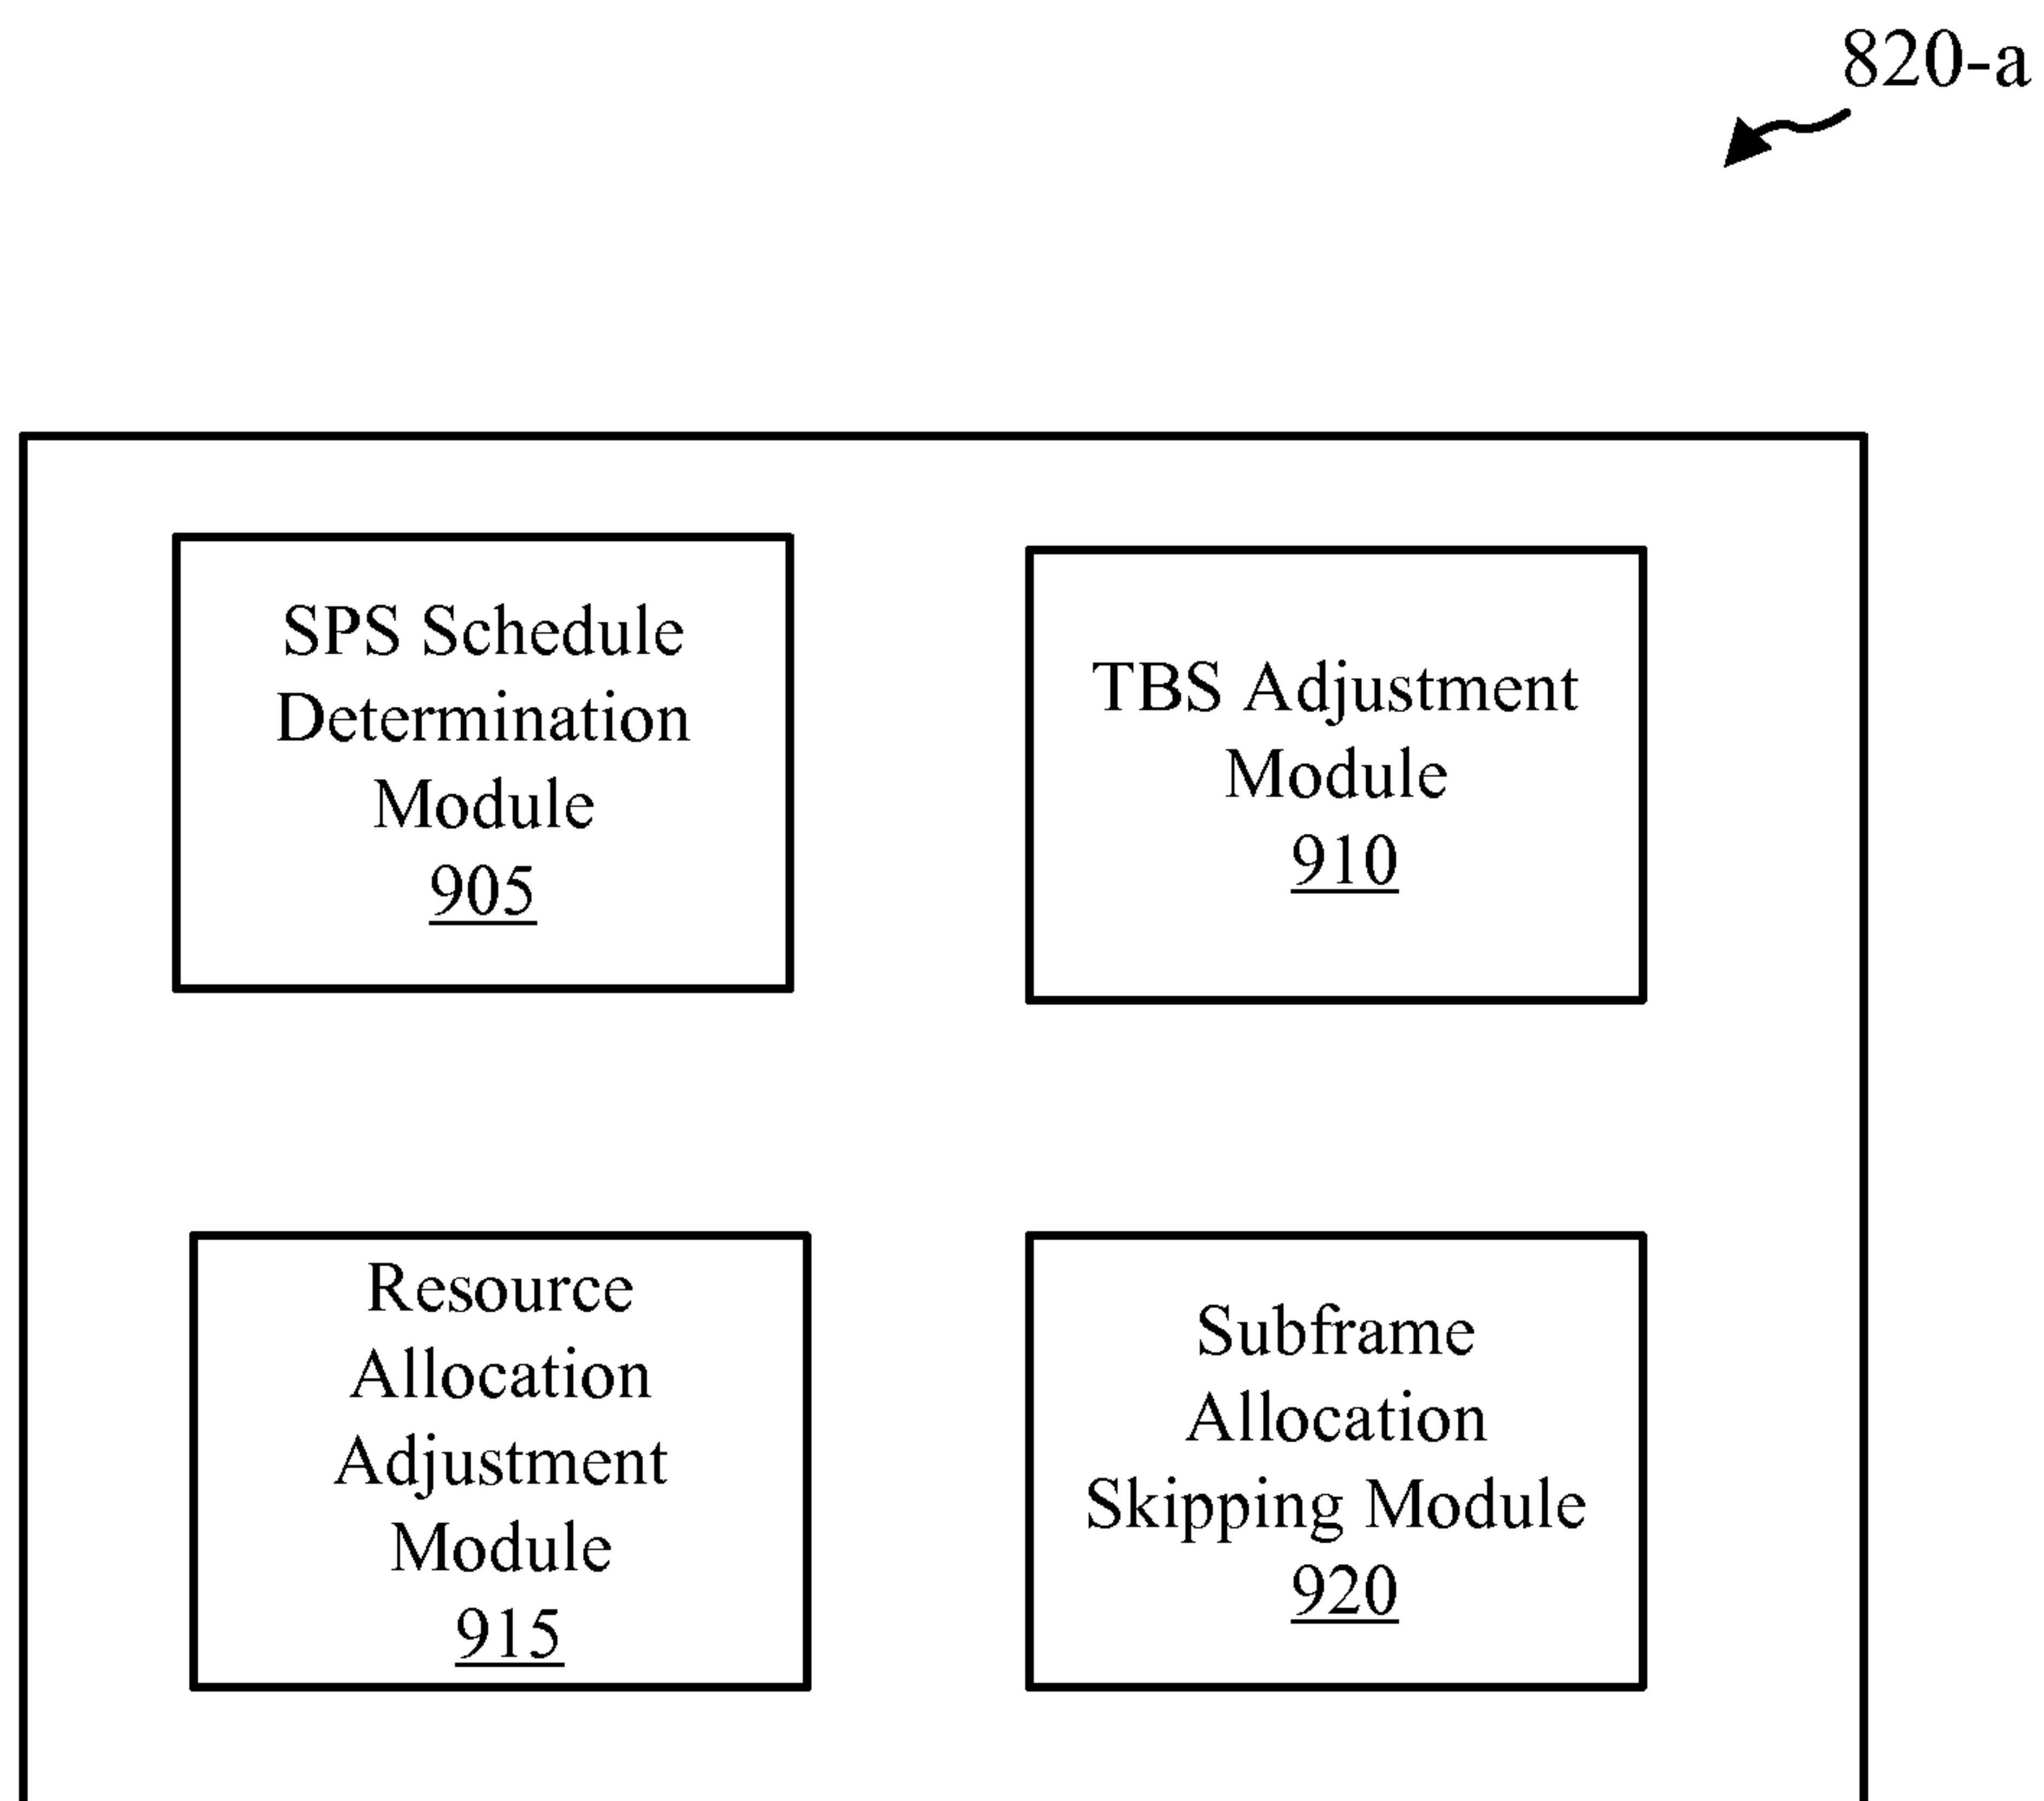 820-a
SPS Schedule
Determination
Module
905
TBS Adjustment
Module
910
Resource
Allocation
Adjustment
Module
915
Subframe
Allocation
Skipping Module
920